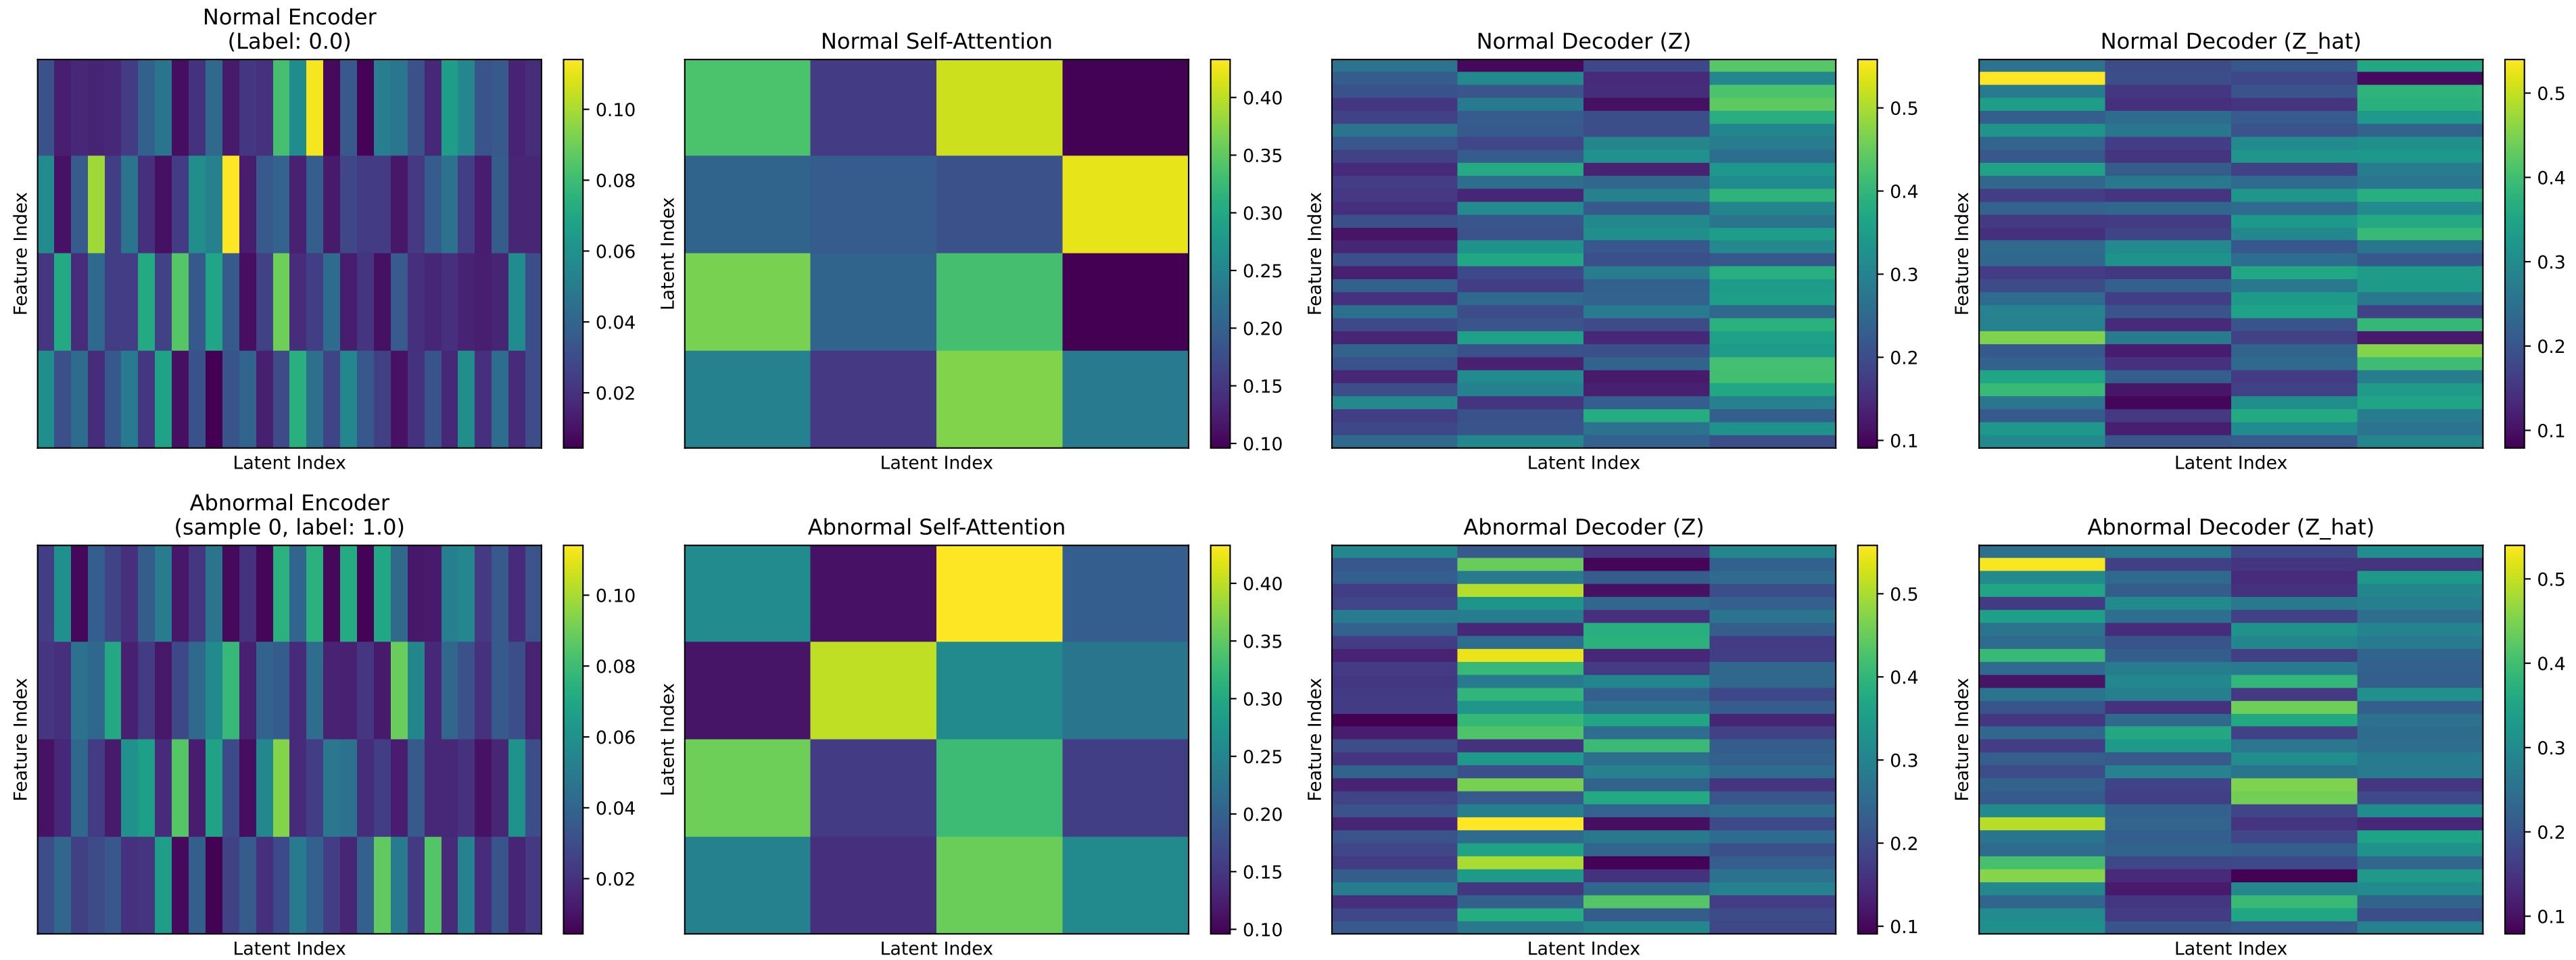 Normal Encoder
(Label: 0.0)
Feature Index
Latent Index
0.10
0.08
0.06
0.04
0.02
Normal Self-Attention
Latent Index
Latent Index
0.40
0.35
0.30
0.25
0.20
0.15
0.10
Normal Decoder (Z)
Feature Index
Latent Index
0.5
0.4
0.3
0.2
0.1
Normal Decoder (Z_hat)
Feature Index
Latent Index
0.5
0.4
0.3
0.2
0.1
Abnormal Encoder
(sample 0, label: 1.0)
Feature Index
Latent Index
0.10
0.08
0.06
0.04
0.02
Abnormal Self-Attention
Latent Index
Latent Index
0.40
0.35
0.30
0.25
0.20
0.15
0.10
Abnormal Decoder (Z)
Feature Index
Latent Index
0.5
0.4
0.3
0.2
0.1
Abnormal Decoder (Z_hat)
Feature Index
Latent Index
0.5
0.4
0.3
0.2
0.1